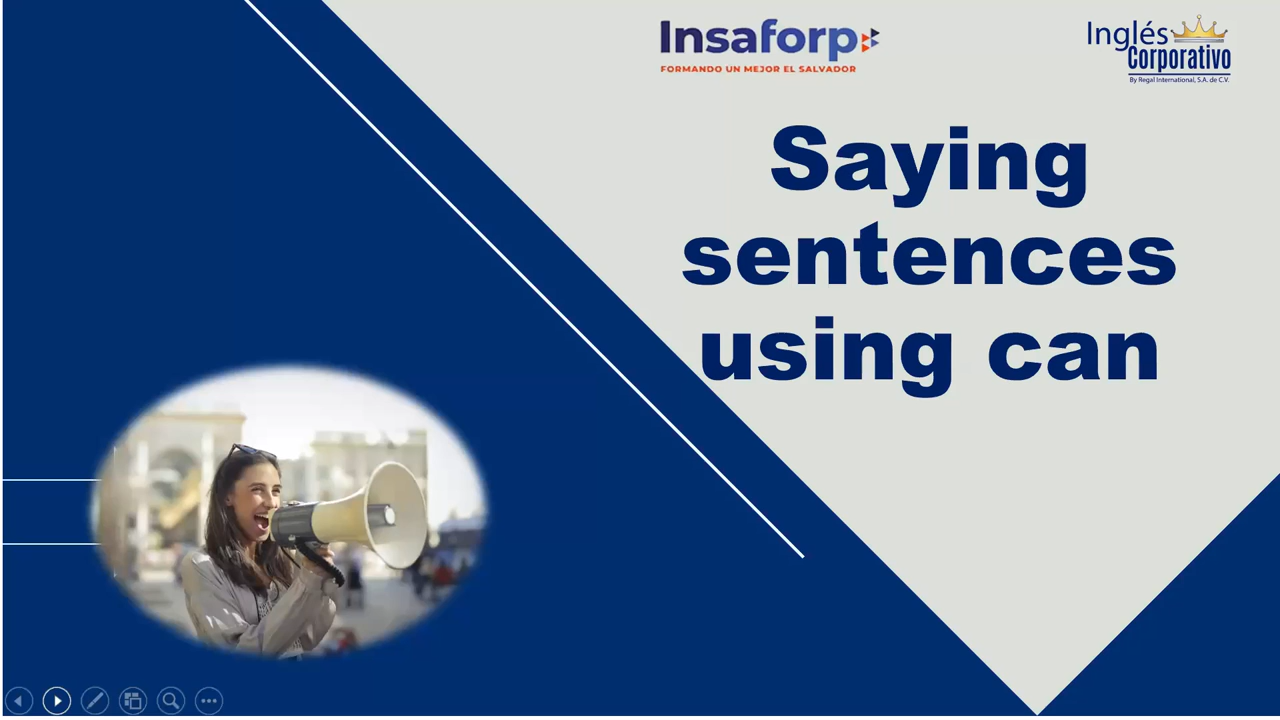 Insaforp
FORMANDO UN MEJOR EL SALVADOR
Inglés
Corporativo
By Regal International, S.A. de C.V.
Saying
sentences
using can